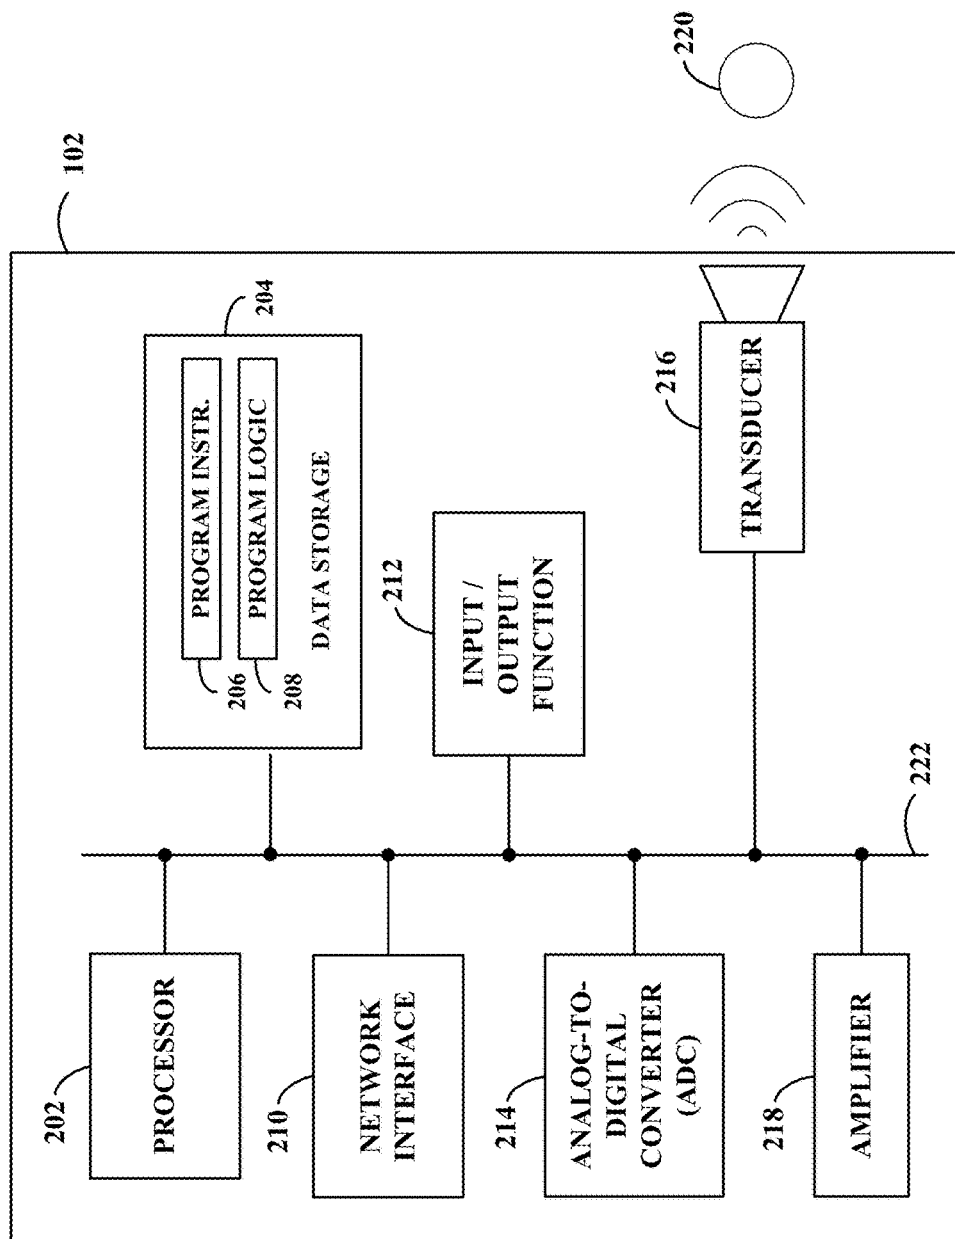 102
202
PROCESSOR
204
206
PROGRAM INSTR.
208
PROGRAM LOGIC
DATA STORAGE
210
NETWORK
INTERFACE
212
INPUT /
OUTPUT
FUNCTION
214
ANALOG-TO-
DIGITAL
CONVERTER
(ADC)
216
TRANSDUCER
220
218
AMPLIFIER
222